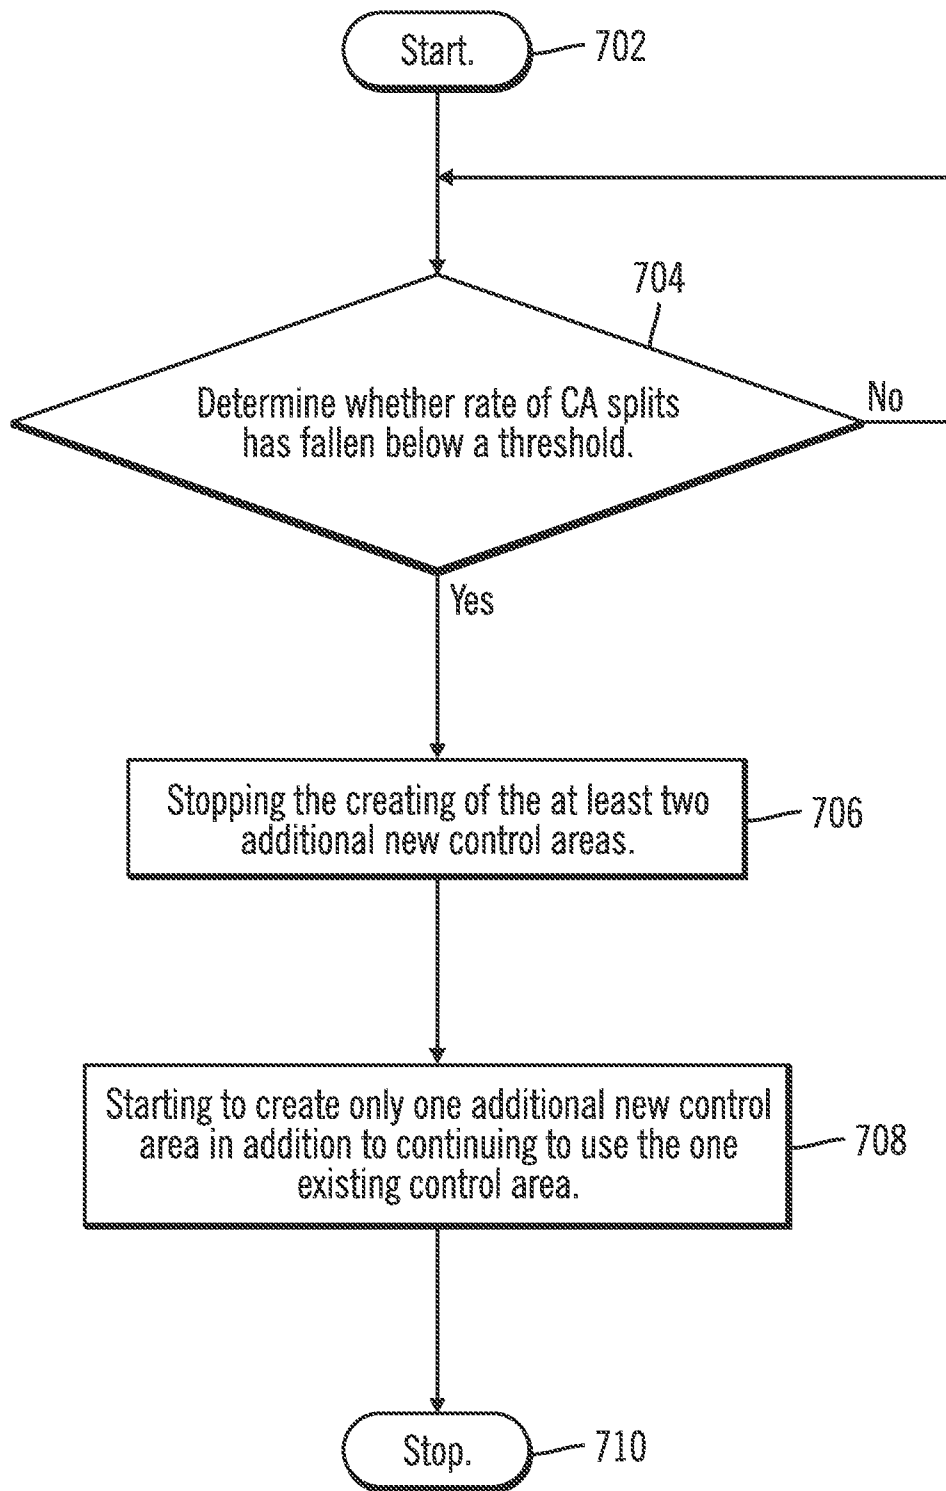 Start.
702
704
Determine whether rate of CA splits
has fallen below a threshold.
No
Yes
Stopping the creating of the at least two
additional new control areas.
706
Starting to create only one additional new control
area in addition to continuing to use the one
existing control area.
708
Stop.
710